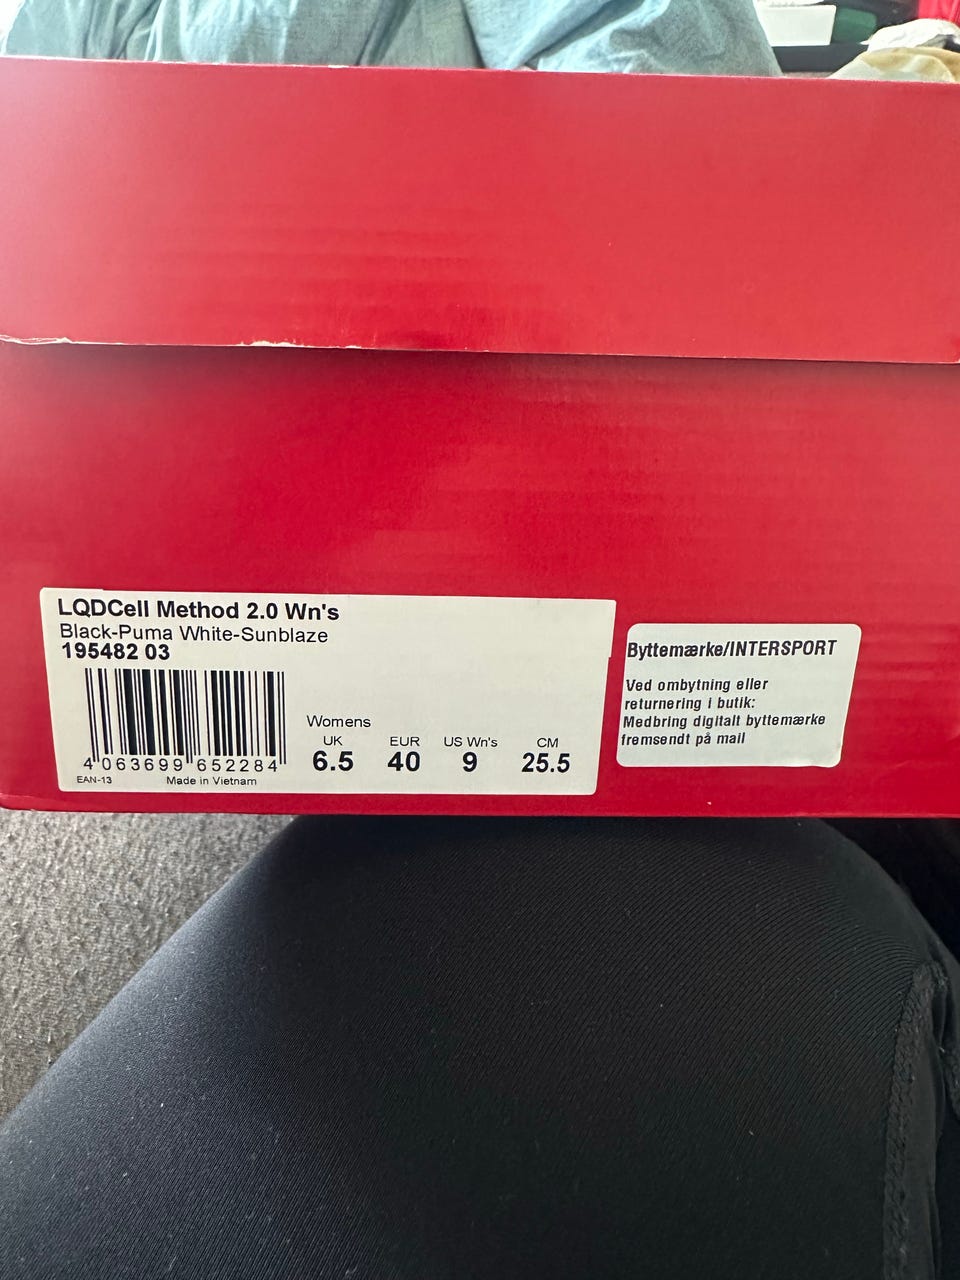 LQDCell Method 2.0 Wn's
Black-Puma White-Sunblaze
195482 03
4 063699 652284
EAN-13
Made in Vietnam
Womens
UK EUR US Wn's CM
6.5 40 9 25.5
Byttemærke/INTERSPORT
Ved ombytning eller
returnering i butik:
Medbring digitalt byttemærke
fremsendt på mail